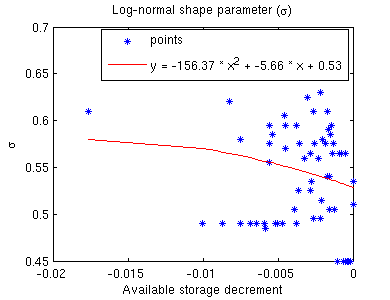 Log-normal shape parameter (σ)
points
y = -156.37 * x² + -5.66 * x + 0.53
0.7
0.65
0.6
0.55
0.5
0.45
σ
-0.02
-0.015
-0.01
-0.005
0
Available storage decrement